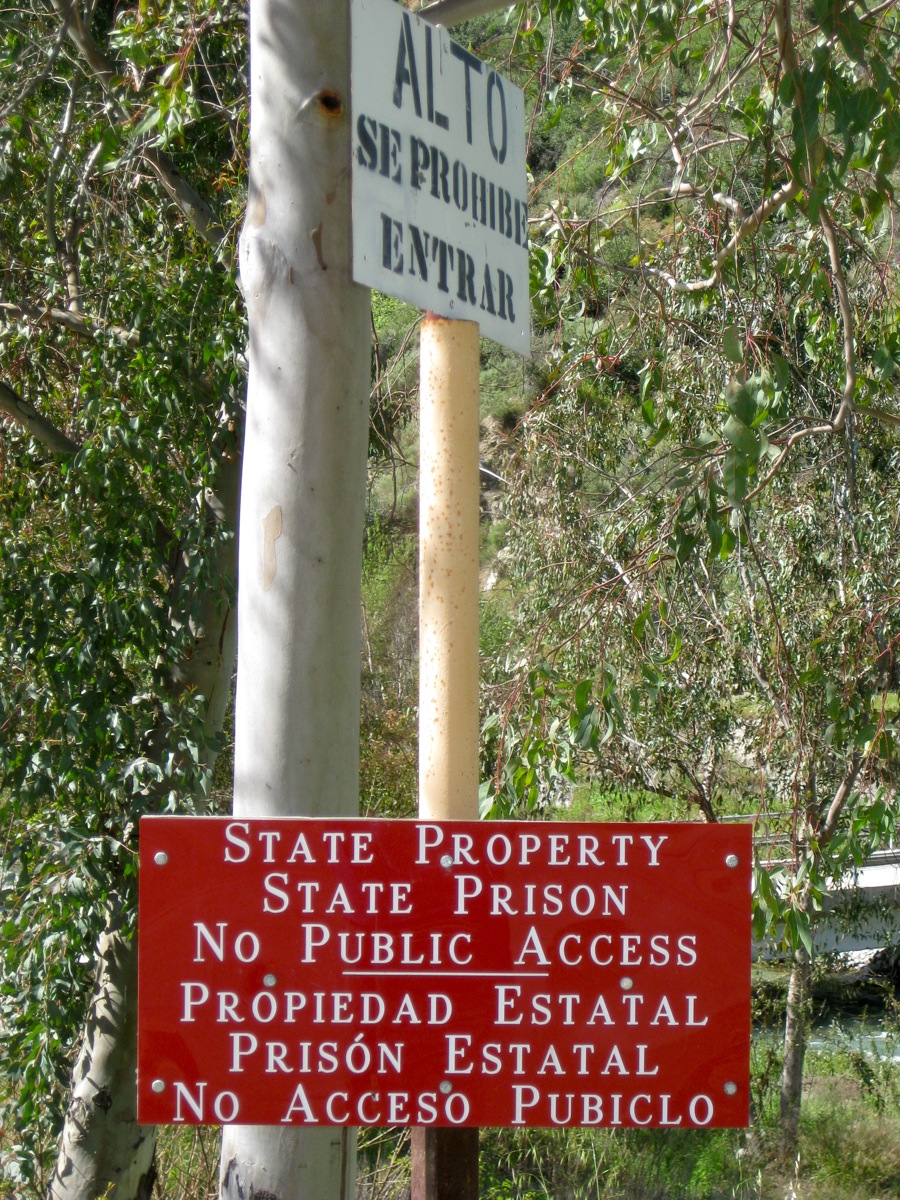 ALTO
SE PROHIBE
ENTRAR
STATE PROPERTY
STATE PRISON
NO PUBLIC ACCESS
PROPIEDAD ESTATAL
PRISÓN ESTATAL
NO ACCESO PUBICLO